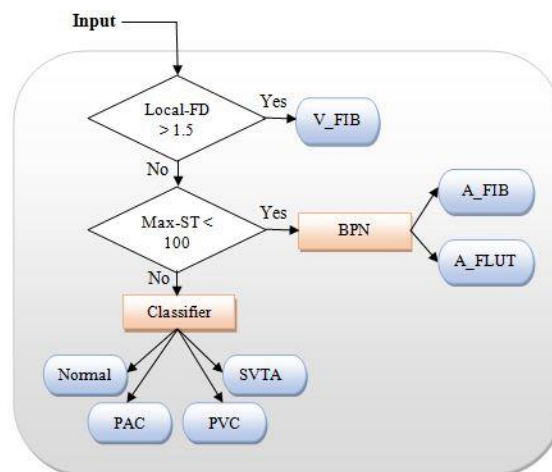 Input
Local-FD
> 1.5
Yes
V_FIB
No
Max-ST <
100
Yes
BPN
A_FIB
A_FLUT
No
Classifier
Normal
SVTA
PAC
PVC